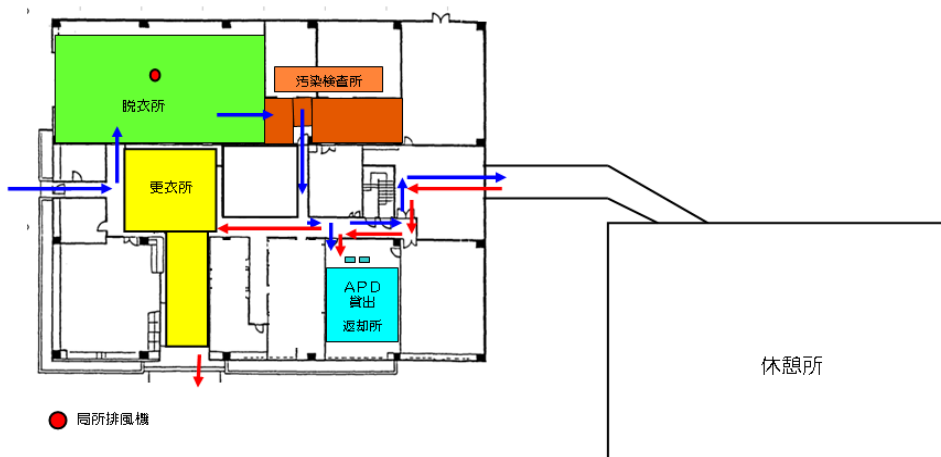 汚染検査所
脱衣所
更衣所
ＡＰＤ
貸出
返却所
休憩所
局所排風機